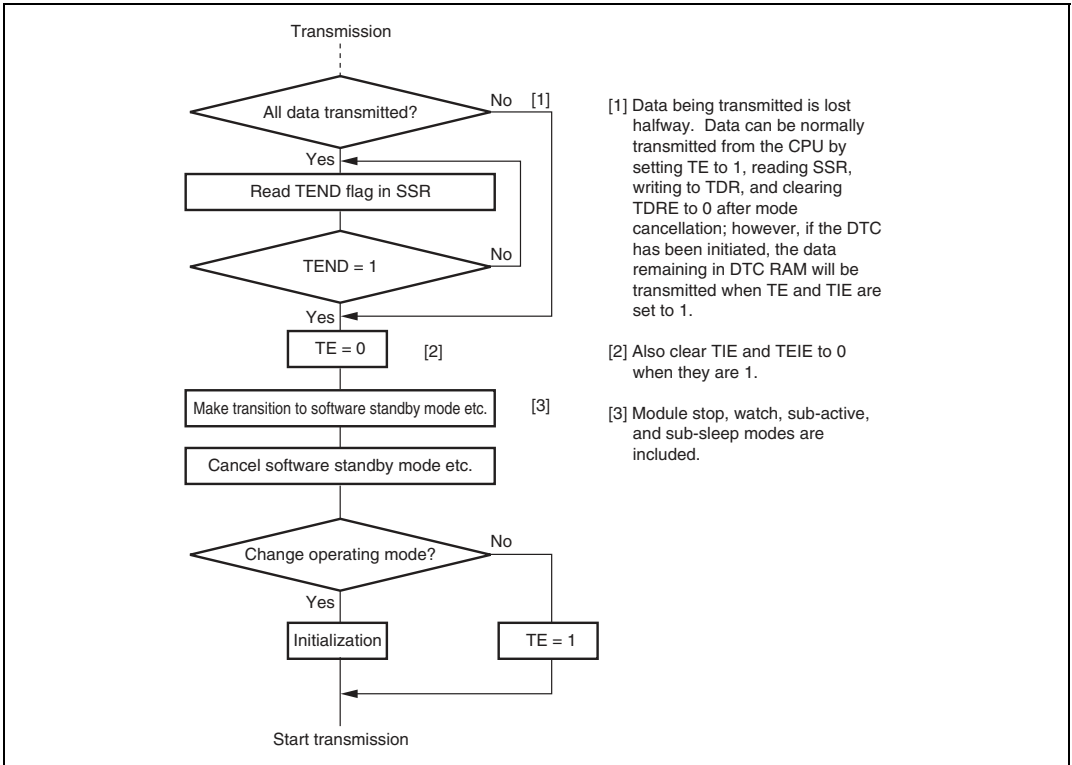 Transmission
All data transmitted?
No [1]
Yes
Read TEND flag in SSR
TEND = 1
No
Yes
TE = 0 [2]
Make transition to software standby mode etc. [3]
Cancel software standby mode etc.
Change operating mode?
No
Yes
Initialization
TE = 1
Start transmission
[1] Data being transmitted is lost
halfway. Data can be normally
transmitted from the CPU by
setting TE to 1, reading SSR,
writing to TDR, and clearing
TDRE to 0 after mode
cancellation; however, if the DTC
has been initiated, the data
remaining in DTC RAM will be
transmitted when TE and TIE are
set to 1.
[2] Also clear TIE and TEIE to 0
when they are 1.
[3] Module stop, watch, sub-active,
and sub-sleep modes are
included.